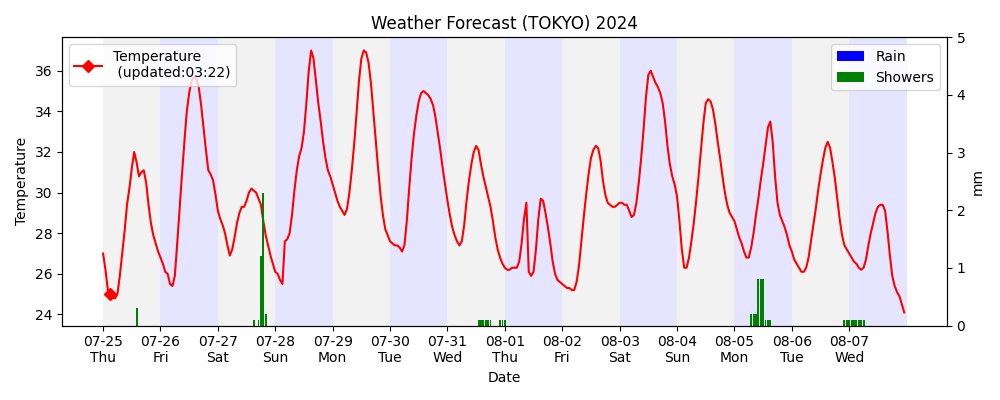 Weather Forecast (TOKYO) 2024
Temperature
(updated:03:22)
Rain
Showers
Temperature
36
34
32
30
28
26
24
5
4
3
2
1
0
mm
07-25 07-26 07-27 07-28 07-29 07-30 07-31 08-01 08-02 08-03 08-04 08-05 08-06 08-07
Thu Fri Sat Sun Mon Tue Wed Thu Fri Sat Sun Mon Tue Wed
Date